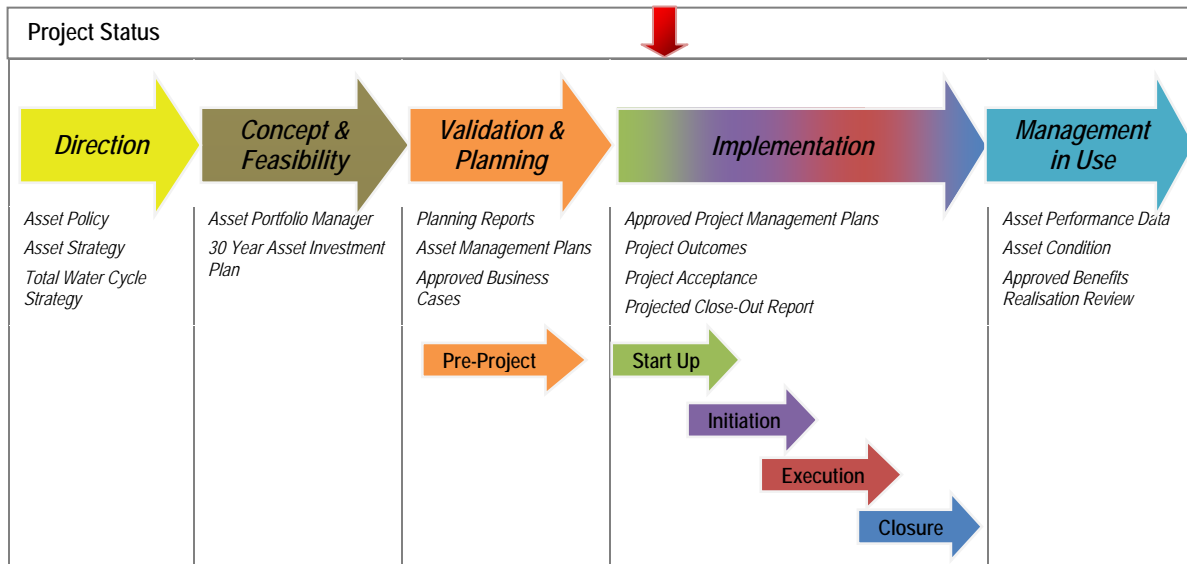 Project Status
Direction
Concept &
Feasibility
Validation &
Planning
Implementation
Management
in Use
Asset Policy
Asset Strategy
Total Water Cycle
Strategy
Asset Portfolio Manager
30 Year Asset Investment
Plan
Planning Reports
Asset Management Plans
Approved Business
Cases
Approved Project Management Plans
Project Outcomes
Project Acceptance
Projected Close-Out Report
Asset Performance Data
Asset Condition
Approved Benefits
Realisation Review
Pre-Project
Start Up
Initiation
Execution
Closure